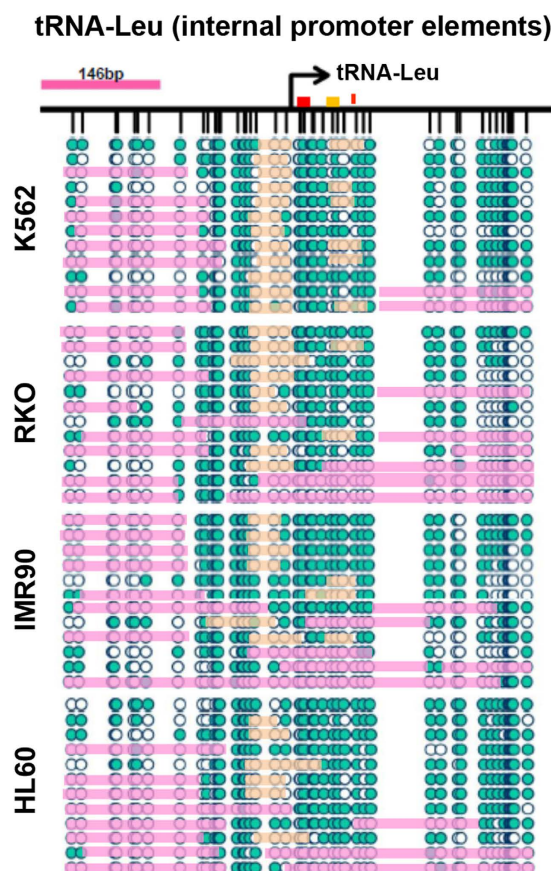 tRNA-Leu (internal promoter elements)
146bp
tRNA-Leu
K562
RKO
IMR90
HL60